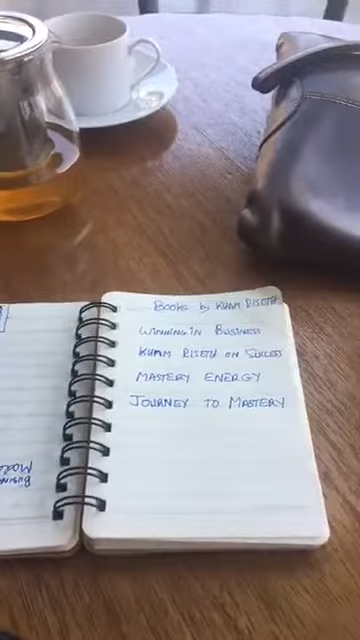 Books by KHAM RISETH
WINNING IN BUSINESS
KHAM RISETH ON SUCCESS
MASTERY ENERGY
JOURNEY TO MASTERY